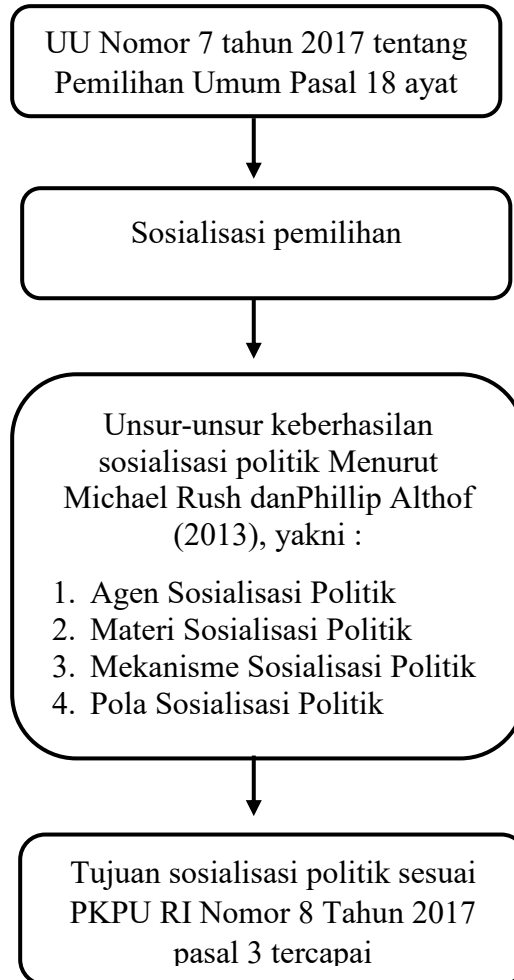 UU Nomor 7 tahun 2017 tentang
Pemilihan Umum Pasal 18 ayat
Sosialisasi pemilihan
Unsur-unsur keberhasilan
sosialisasi politik Menurut
Michael Rush danPhillip Althof
(2013), yakni :
1. Agen Sosialisasi Politik
2. Materi Sosialisasi Politik
3. Mekanisme Sosialisasi Politik
4. Pola Sosialisasi Politik
Tujuan sosialisasi politik sesuai
PKPU RI Nomor 8 Tahun 2017
pasal 3 tercapai